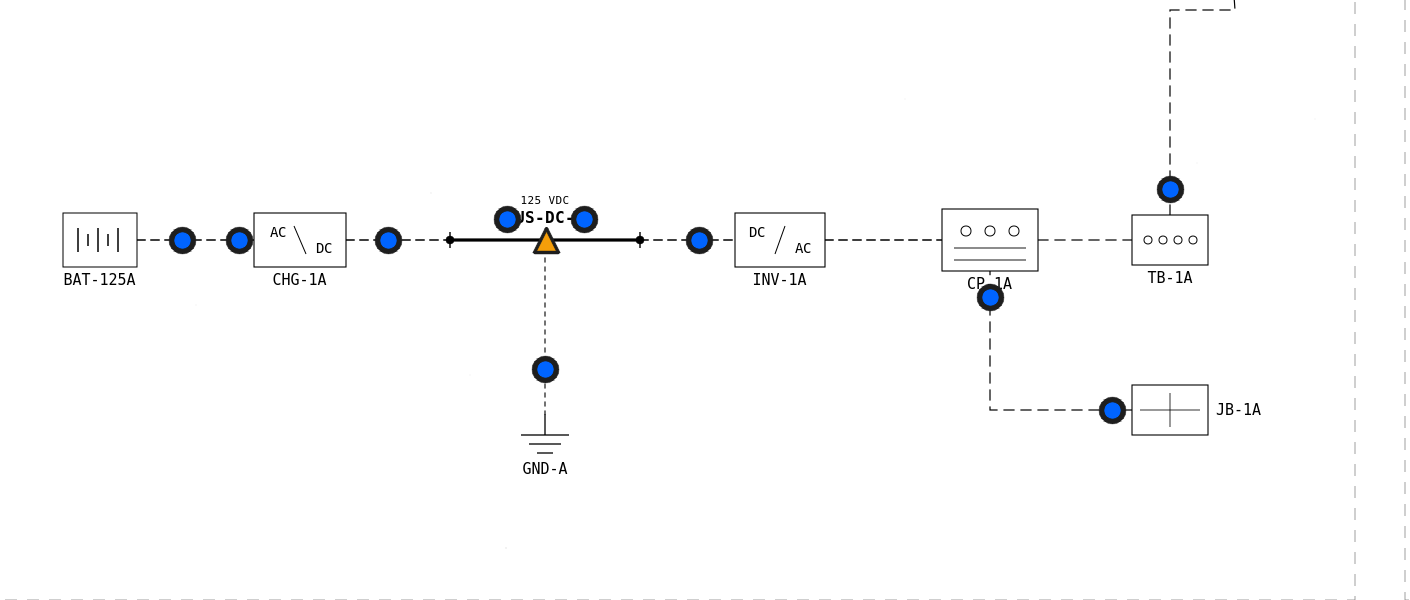 125 VDC
AC
DC
DC
AC
BAT-125A
CHG-1A
INV-1A
TB-1A
JB-1A
GND-A